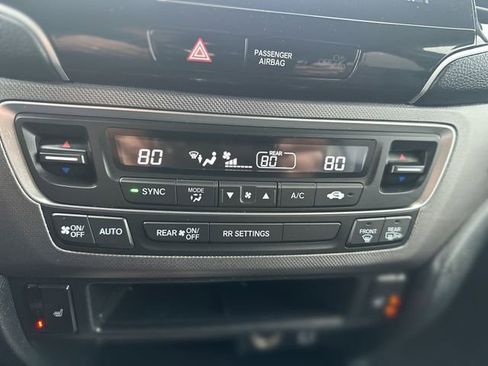 PASSENGER
AIRBAG
REAR
80 80 80
SYNC MODE A/C
ON/OFF AUTO REAR ON/OFF RR SETTINGS FRONT REAR